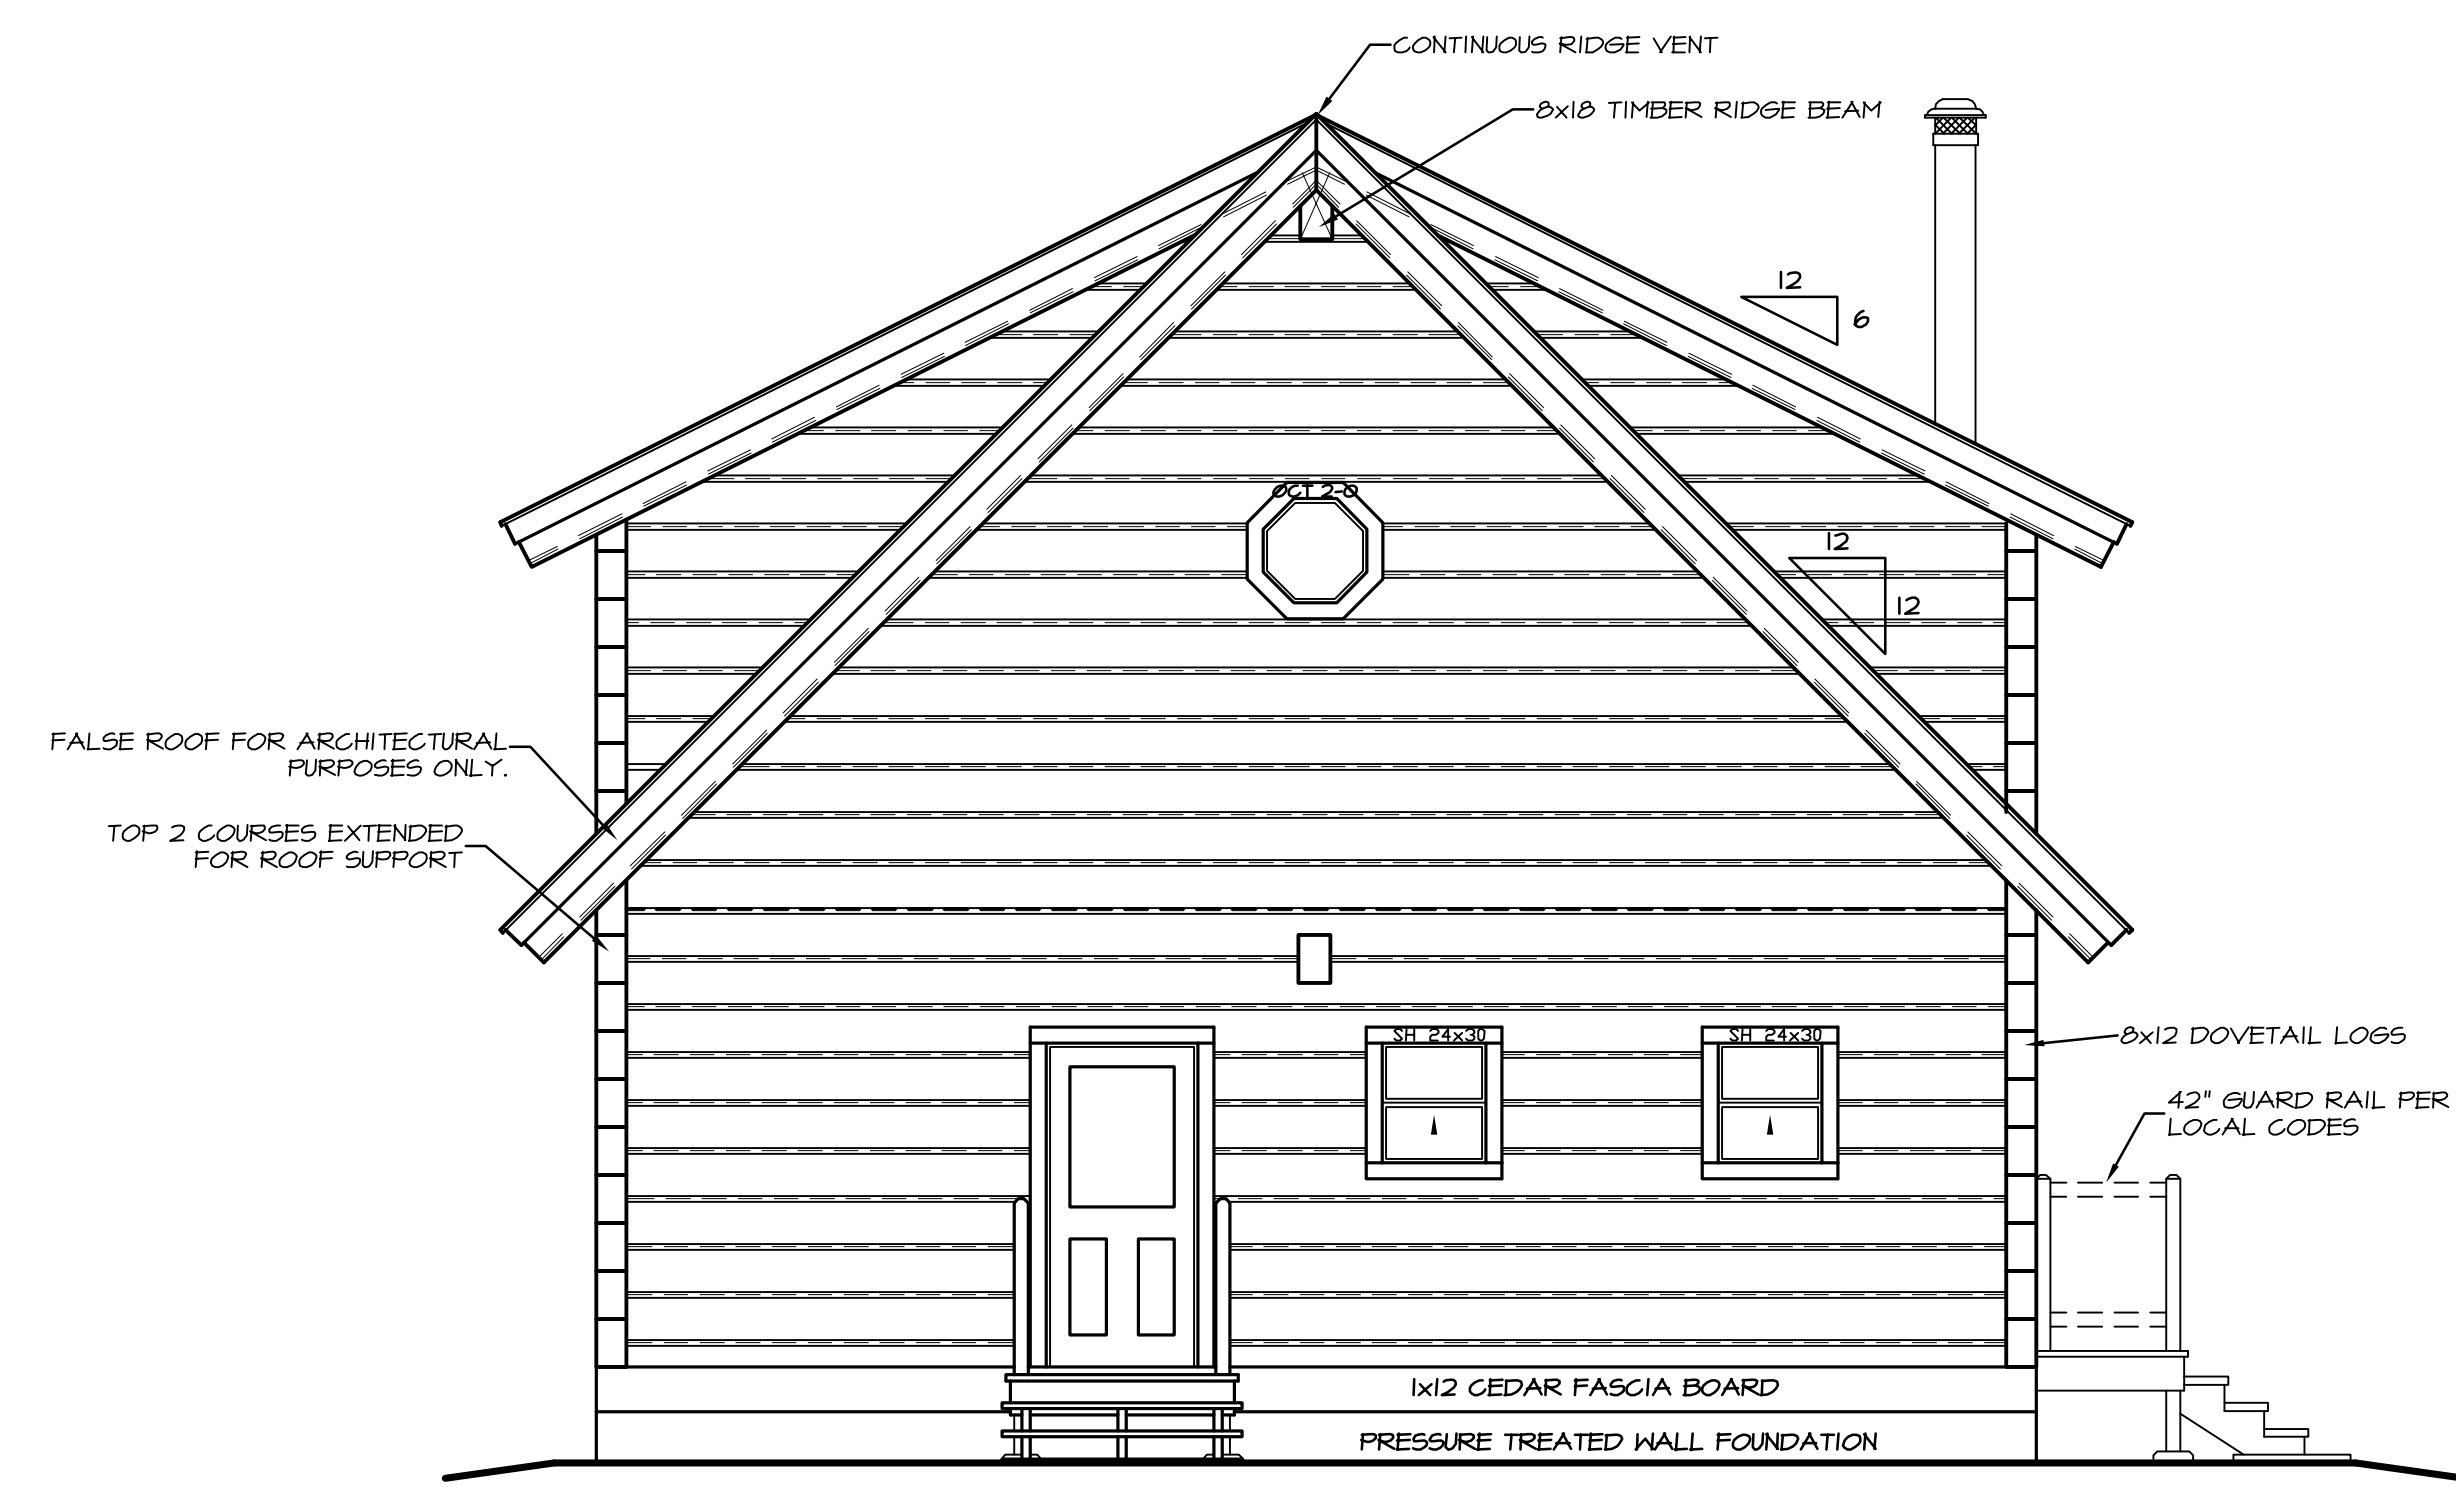 CONTINUOUS RIDGE VENT
8x18 TIMBER RIDGE BEAM
12
6
OCT 2-0
12
12
FALSE ROOF FOR ARCHITECTURAL
PURPOSES ONLY.
TOP 2 COURSES EXTENDED
FOR ROOF SUPPORT
SH 24x30
SH 24x30
8x12 DOVETAIL LOGS
42" GUARD RAIL PER
LOCAL CODES
1x12 CEDAR FASCIA BOARD
PRESSURE TREATED WALL FOUNDATION